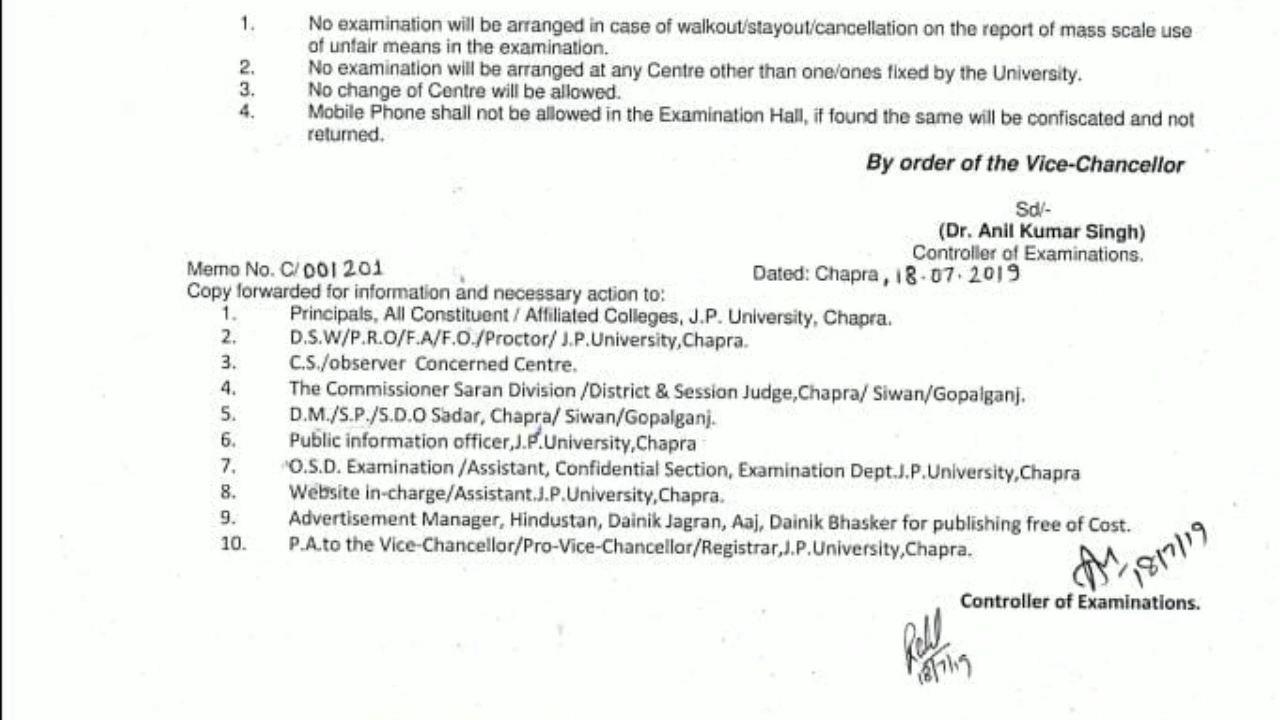 1. No examination will be arranged in case of walkout/stayout/cancellation on the report of mass scale use
of unfair means in the examination.
2. No examination will be arranged at any Centre other than one/ones fixed by the University.
3. No change of Centre will be allowed.
4. Mobile Phone shall not be allowed in the Examination Hall, if found the same will be confiscated and not
returned.
By order of the Vice-Chancellor
Sd/-
(Dr. Anil Kumar Singh)
Controller of Examinations.
Memo No. C/001201 Dated: Chapra, 18.07.2019
Copy forwarded for information and necessary action to:
1. Principals, All Constituent / Affiliated Colleges, J.P. University, Chapra.
2. D.S.W/P.R.O/F.A/F.O./Proctor/ J.P.University,Chapra.
3. C.S./observer Concerned Centre.
4. The Commissioner Saran Division /District & Session Judge,Chapra/ Siwan/Gopalganj.
5. D.M./S.P./S.D.O Sadar, Chapra/ Siwan/Gopalganj.
6. Public information officer,J.P.University,Chapra
7. O.S.D. Examination /Assistant, Confidential Section, Examination Dept.J.P.University,Chapra
8. Website in-charge/Assistant.J.P.University,Chapra.
9. Advertisement Manager, Hindustan, Dainik Jagran, Aaj, Dainik Bhasker for publishing free of Cost.
10. P.A.to the Vice-Chancellor/Pro-Vice-Chancellor/Registrar,J.P.University,Chapra.
18/7/19
Controller of Examinations.
18/7/19